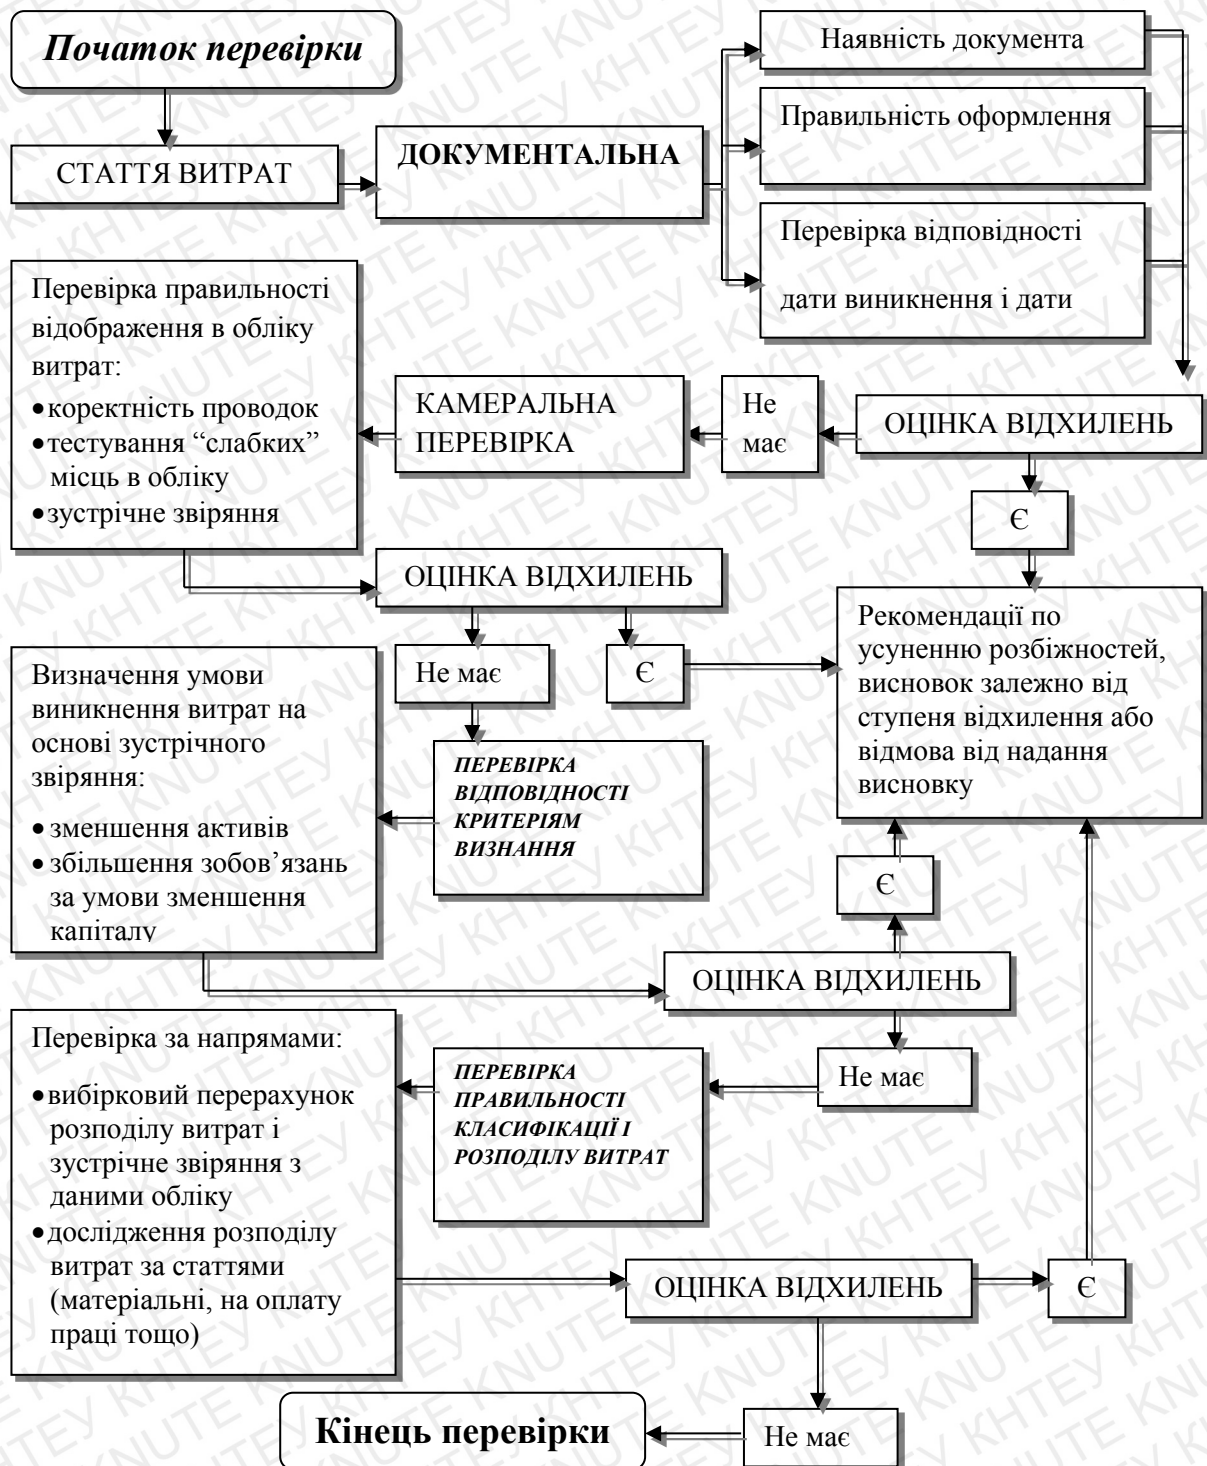 Початок перевірки
СТАТТЯ ВИТРАТ
ДОКУМЕНТАЛЬНА
Наявність документа
Правильність оформлення
Перевірка відповідності
дати виникнення і дати
ОЦІНКА ВІДХИЛЕНЬ
Не
має
Є
КАМЕРАЛЬНА
ПЕРЕВІРКА
Перевірка правильності
відображення в обліку
витрат:
•коректність проводок
•тестування “слабких”
місць в обліку
•зустрічне звіряння
ОЦІНКА ВІДХИЛЕНЬ
Не має
Є
Рекомендації по
усуненню розбіжностей,
висновок залежно від
ступеня відхилення або
відмова від надання
висновку
ПЕРЕВІРКА
ВІДПОВІДНОСТІ
КРИТЕРІЯМ
ВИЗНАННЯ
Визначення умови
виникнення витрат на
основі зустрічного
звіряння:
• зменшення активів
• збільшення зобов’язань
за умови зменшення
капіталу
Є
ОЦІНКА ВІДХИЛЕНЬ
Не має
ПЕРЕВІРКА
ПРАВИЛЬНОСТІ
КЛАСИФІКАЦІЇ І
РОЗПОДІЛУ ВИТРАТ
Перевірка за напрямами:
•вибірковий перерахунок
розподілу витрат і
зустрічне звіряння з
даними обліку
•дослідження розподілу
витрат за статтями
(матеріальні, на оплату
праці тощо)
ОЦІНКА ВІДХИЛЕНЬ
Є
Не має
Кінець перевірки